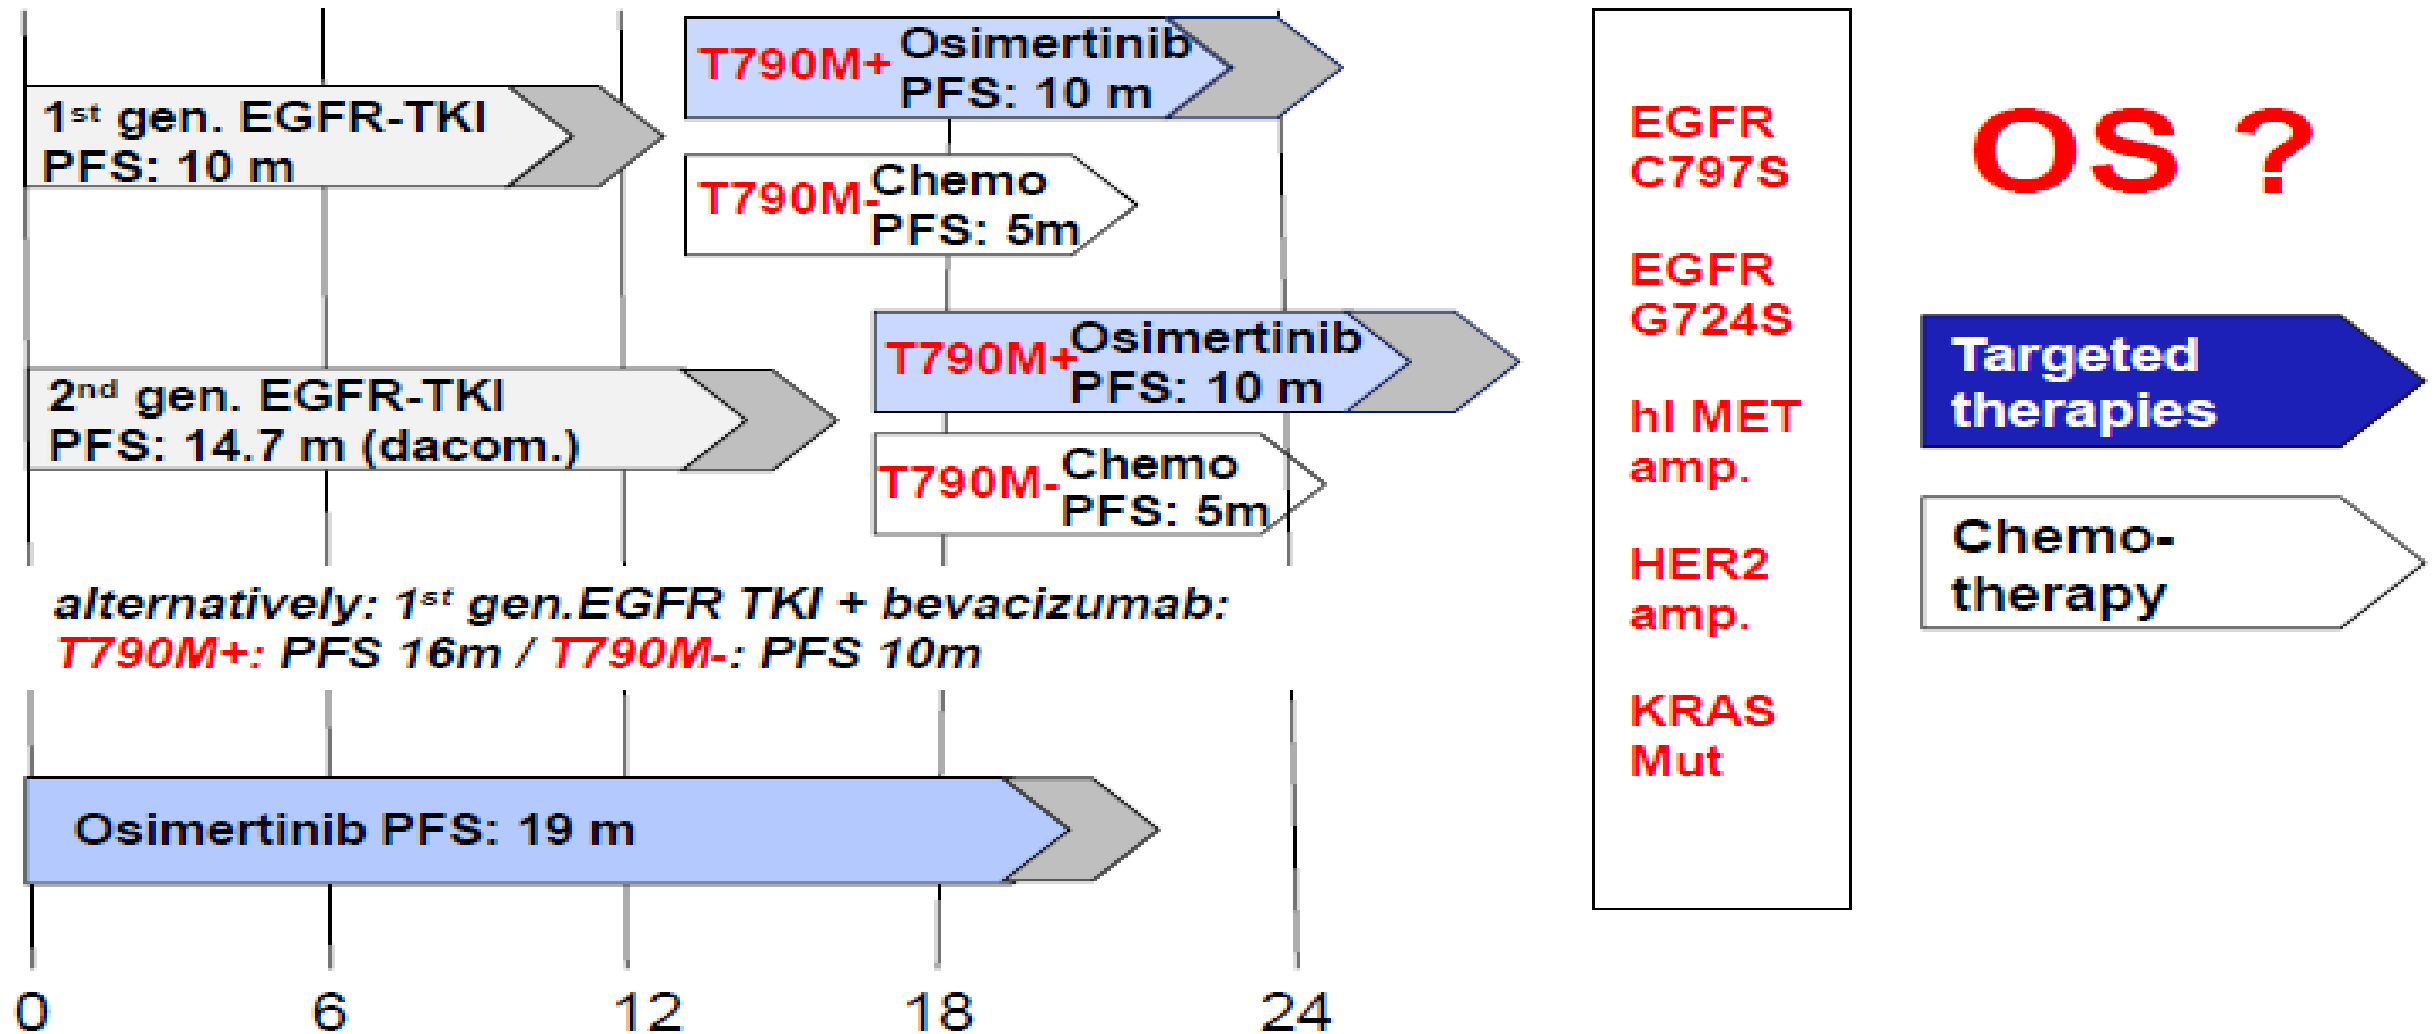 T790M+ Osimertinib
PFS: 10 m
1st gen. EGFR-TKI
PFS: 10 m
T790M- Chemo
PFS: 5m
T790M+ Osimertinib
PFS: 10 m
2nd gen. EGFR-TKI
PFS: 14.7 m (dacom.)
T790M- Chemo
PFS: 5m
alternatively: 1st gen.EGFR TKI + bevacizumab:
T790M+: PFS 16m / T790M-: PFS 10m
Osimertinib PFS: 19 m
0 6 12 18 24
EGFR
C797S
EGFR
G724S
hl MET
amp.
HER2
amp.
KRAS
Mut
OS ?
Targeted
therapies
Chemo-
therapy